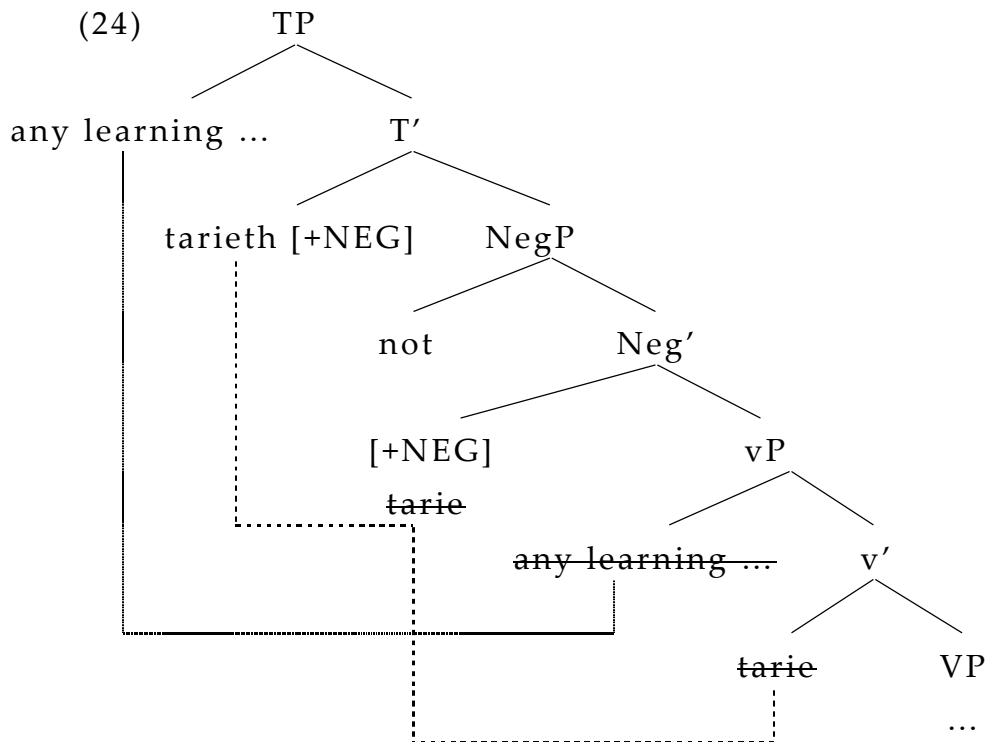 (24) TP
any learning ... T’
tarieth [+NEG] NegP
not Neg’
[+NEG] vP
tarie
any learning ... v’
tarie VP
...